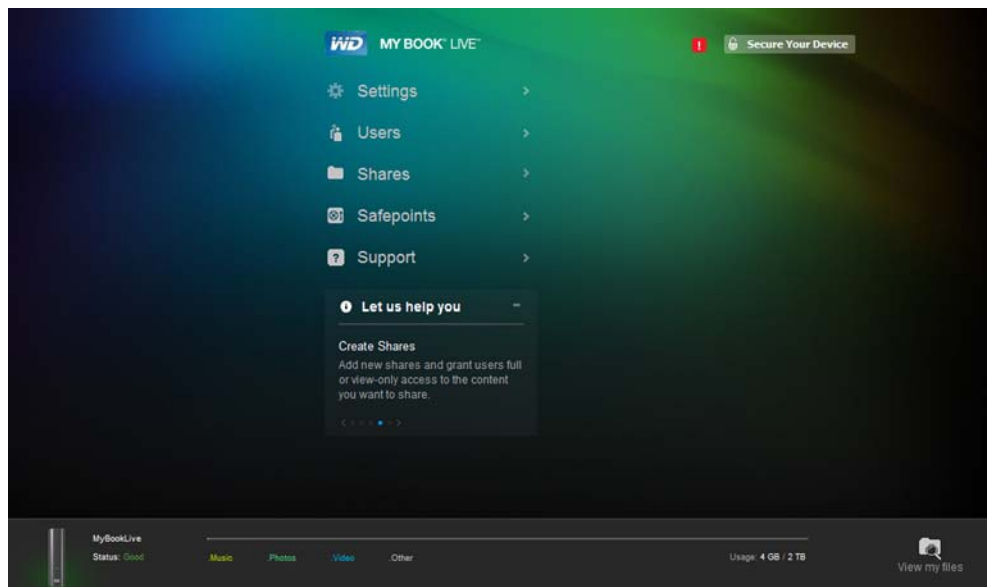 WD MY BOOK™ LIVE™
! Secure Your Device
Settings
Users
Shares
Safepoints
? Support
Let us help you
Create Shares
Add new shares and grant users full
or view-only access to the content
you want to share.
MyBookLive
Status: Good
.Music .Photos .Video .Other
Usage: 4 GB / 2 TB
View my files